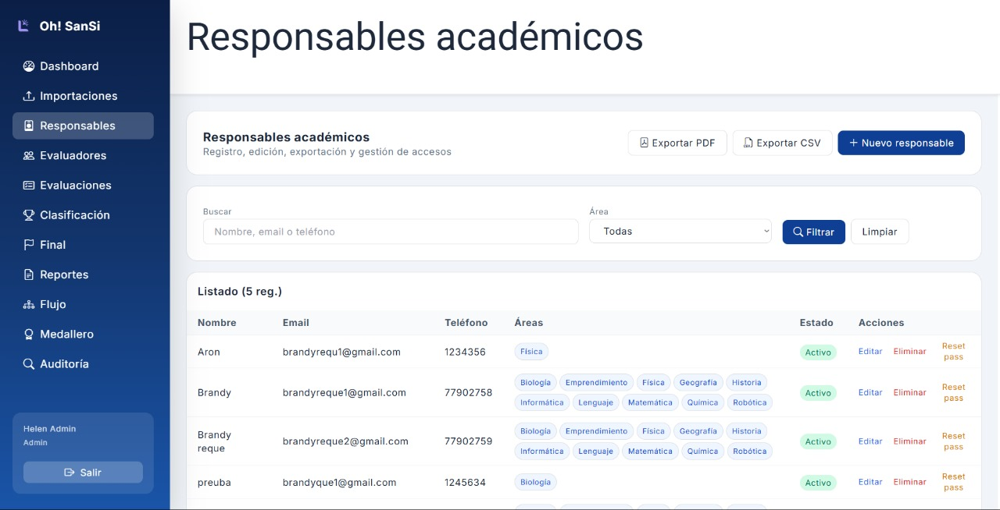 Oh! SanSi
Dashboard
Importaciones
Responsables
Evaluadores
Evaluaciones
Clasificación
Final
Reportes
Flujo
Medallero
Auditoría
Helen Admin
Admin
Salir
Responsables académicos
Responsables académicos
Registro, edición, exportación y gestión de accesos
Exportar PDF
Exportar CSV
+ Nuevo responsable
Buscar
Nombre, email o teléfono
Área
Todas
Filtrar
Limpiar
Listado (5 reg.)
Nombre Email Teléfono Áreas Estado Acciones
Aron brandyrequ1@gmail.com 1234356 Física Activo Editar Eliminar Reset pass
Brandy brandyreque1@gmail.com 77902758 Biología Emprendimiento Física Geografía Historia
Informática Lenguaje Matemática Química Robótica Activo Editar Eliminar Reset pass
Brandy reque brandyreque2@gmail.com 77902759 Biología Emprendimiento Física Geografía Historia
Informática Lenguaje Matemática Química Robótica Activo Editar Eliminar Reset pass
preuba brandyque1@gmail.com 1245634 Biología Activo Editar Eliminar Reset pass